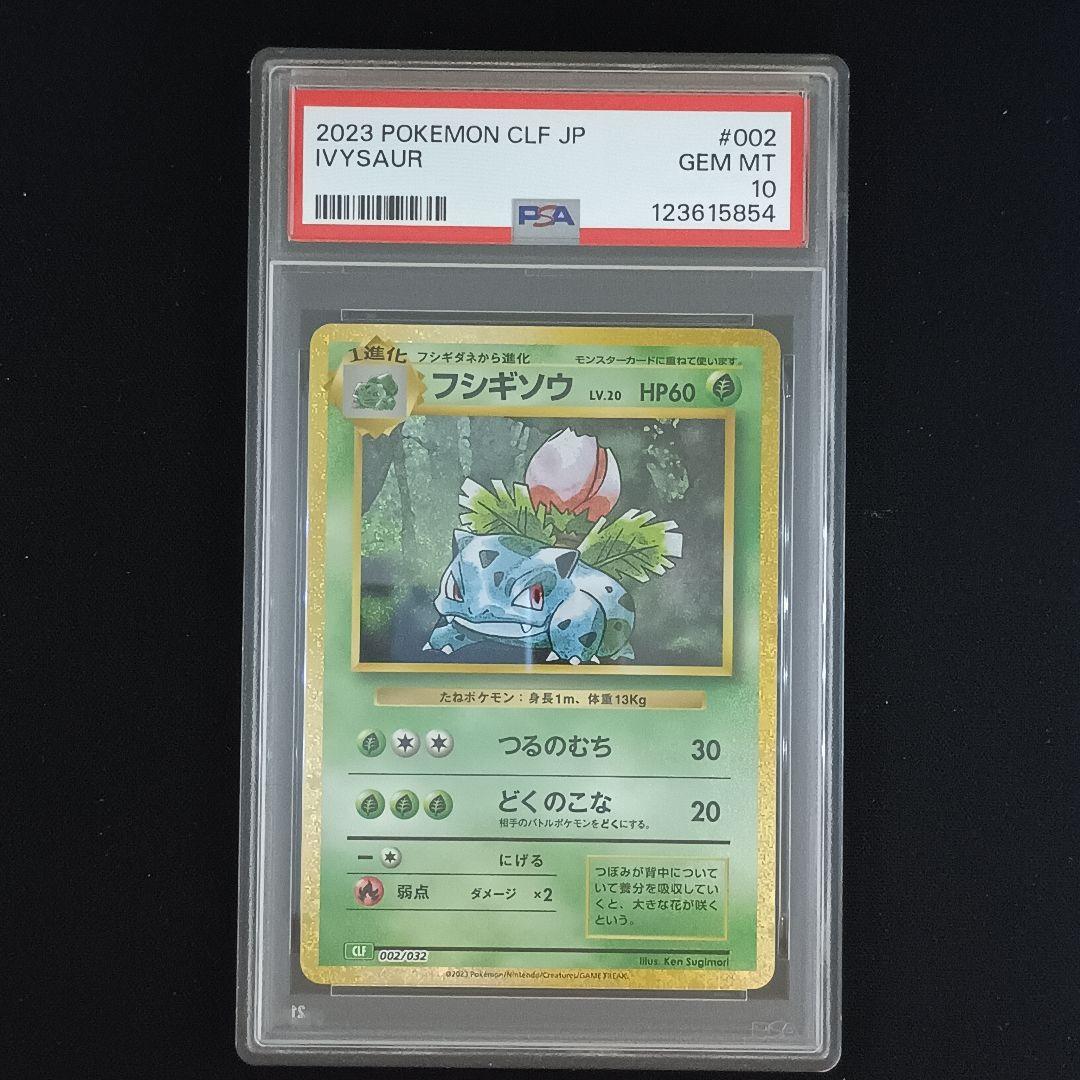 2023 POKEMON CLF JP #002
IVYSAUR GEM MT
10
PSA 123615854
1進化 フシギダネから進化 モンスターカードに重ねて使います。
フシギソウ LV.20 HP60
たねポケモン：身長1m、体重13Kg
つるのむち 30
どくのこな 20
相手のバトルポケモンをどくにする。
ー にげる
弱点 ダメージ ×2
つぼみが背中について
いて養分を吸収してい
くと、大きな花が咲く
という。
CLF 002/032 Illus. Ken Sugimori
©2023 Pokémon/Nintendo/Creatures/GAME FREAK.
21 PSA